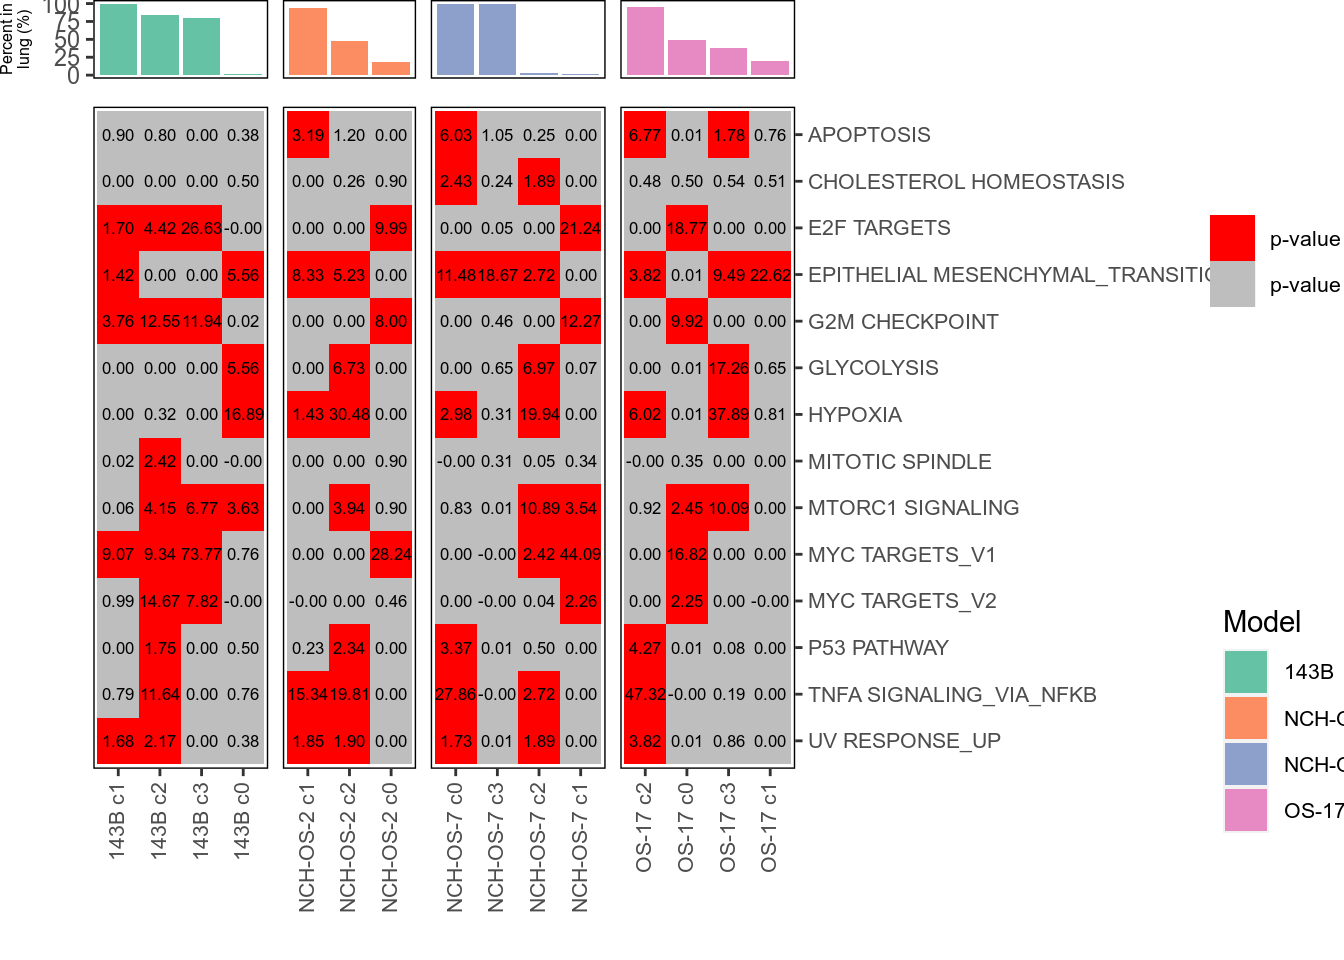 Percent in
lung (%)
100
75
50
25
0
0.90 0.80 0.00 0.38 3.19 1.20 0.00 6.03 1.05 0.25 0.00 6.77 0.01 1.78 0.76 APOPTOSIS
0.00 0.00 0.00 0.50 0.00 0.26 0.90 2.43 0.24 1.89 0.00 0.48 0.50 0.54 0.51 CHOLESTEROL HOMEOSTASIS
1.70 4.42 26.63 -0.00 0.00 0.00 9.99 0.00 0.05 0.00 21.24 0.00 18.77 0.00 0.00 E2F TARGETS
1.42 0.00 0.00 5.56 8.33 5.23 0.00 11.48 18.67 2.72 0.00 3.82 0.01 9.49 22.62 EPITHELIAL MESENCHYMAL_TRANSITIO
3.76 12.55 11.94 0.02 0.00 0.00 8.00 0.00 0.46 0.00 12.27 0.00 9.92 0.00 0.00 G2M CHECKPOINT
0.00 0.00 0.00 5.56 0.00 6.73 0.00 0.00 0.65 6.97 0.07 0.00 0.01 17.26 0.65 GLYCOLYSIS
0.00 0.32 0.00 16.89 1.43 30.48 0.00 2.98 0.31 19.94 0.00 6.02 0.01 37.89 0.81 HYPOXIA
0.02 2.42 0.00 -0.00 0.00 0.00 0.90 -0.00 0.31 0.05 0.34 -0.00 0.35 0.00 0.00 MITOTIC SPINDLE
0.06 4.15 6.77 3.63 0.00 3.94 0.90 0.83 0.01 10.89 3.54 0.92 2.45 10.09 0.00 MTORC1 SIGNALING
9.07 9.34 73.77 0.76 0.00 0.00 28.24 0.00 -0.00 2.42 44.09 0.00 16.82 0.00 0.00 MYC TARGETS_V1
0.99 14.67 7.82 -0.00 -0.00 0.00 0.46 0.00 -0.00 0.04 2.26 0.00 2.25 0.00 -0.00 MYC TARGETS_V2
0.00 1.75 0.00 0.50 0.23 2.34 0.00 3.37 0.01 0.50 0.00 4.27 0.01 0.08 0.00 P53 PATHWAY
0.79 11.64 0.00 0.76 15.34 19.81 0.00 27.86 -0.00 2.72 0.00 47.32 -0.00 0.19 0.00 TNFA SIGNALING_VIA_NFKB
1.68 2.17 0.00 0.38 1.85 1.90 0.00 1.73 0.01 1.89 0.00 3.82 0.01 0.86 0.00 UV RESPONSE_UP
143B c1
143B c2
143B c3
143B c0
NCH-OS-2 c1
NCH-OS-2 c2
NCH-OS-2 c0
NCH-OS-7 c0
NCH-OS-7 c3
NCH-OS-7 c2
NCH-OS-7 c1
OS-17 c2
OS-17 c0
OS-17 c3
OS-17 c1
p-value
p-value
Model
143B
NCH-O
NCH-O
OS-17